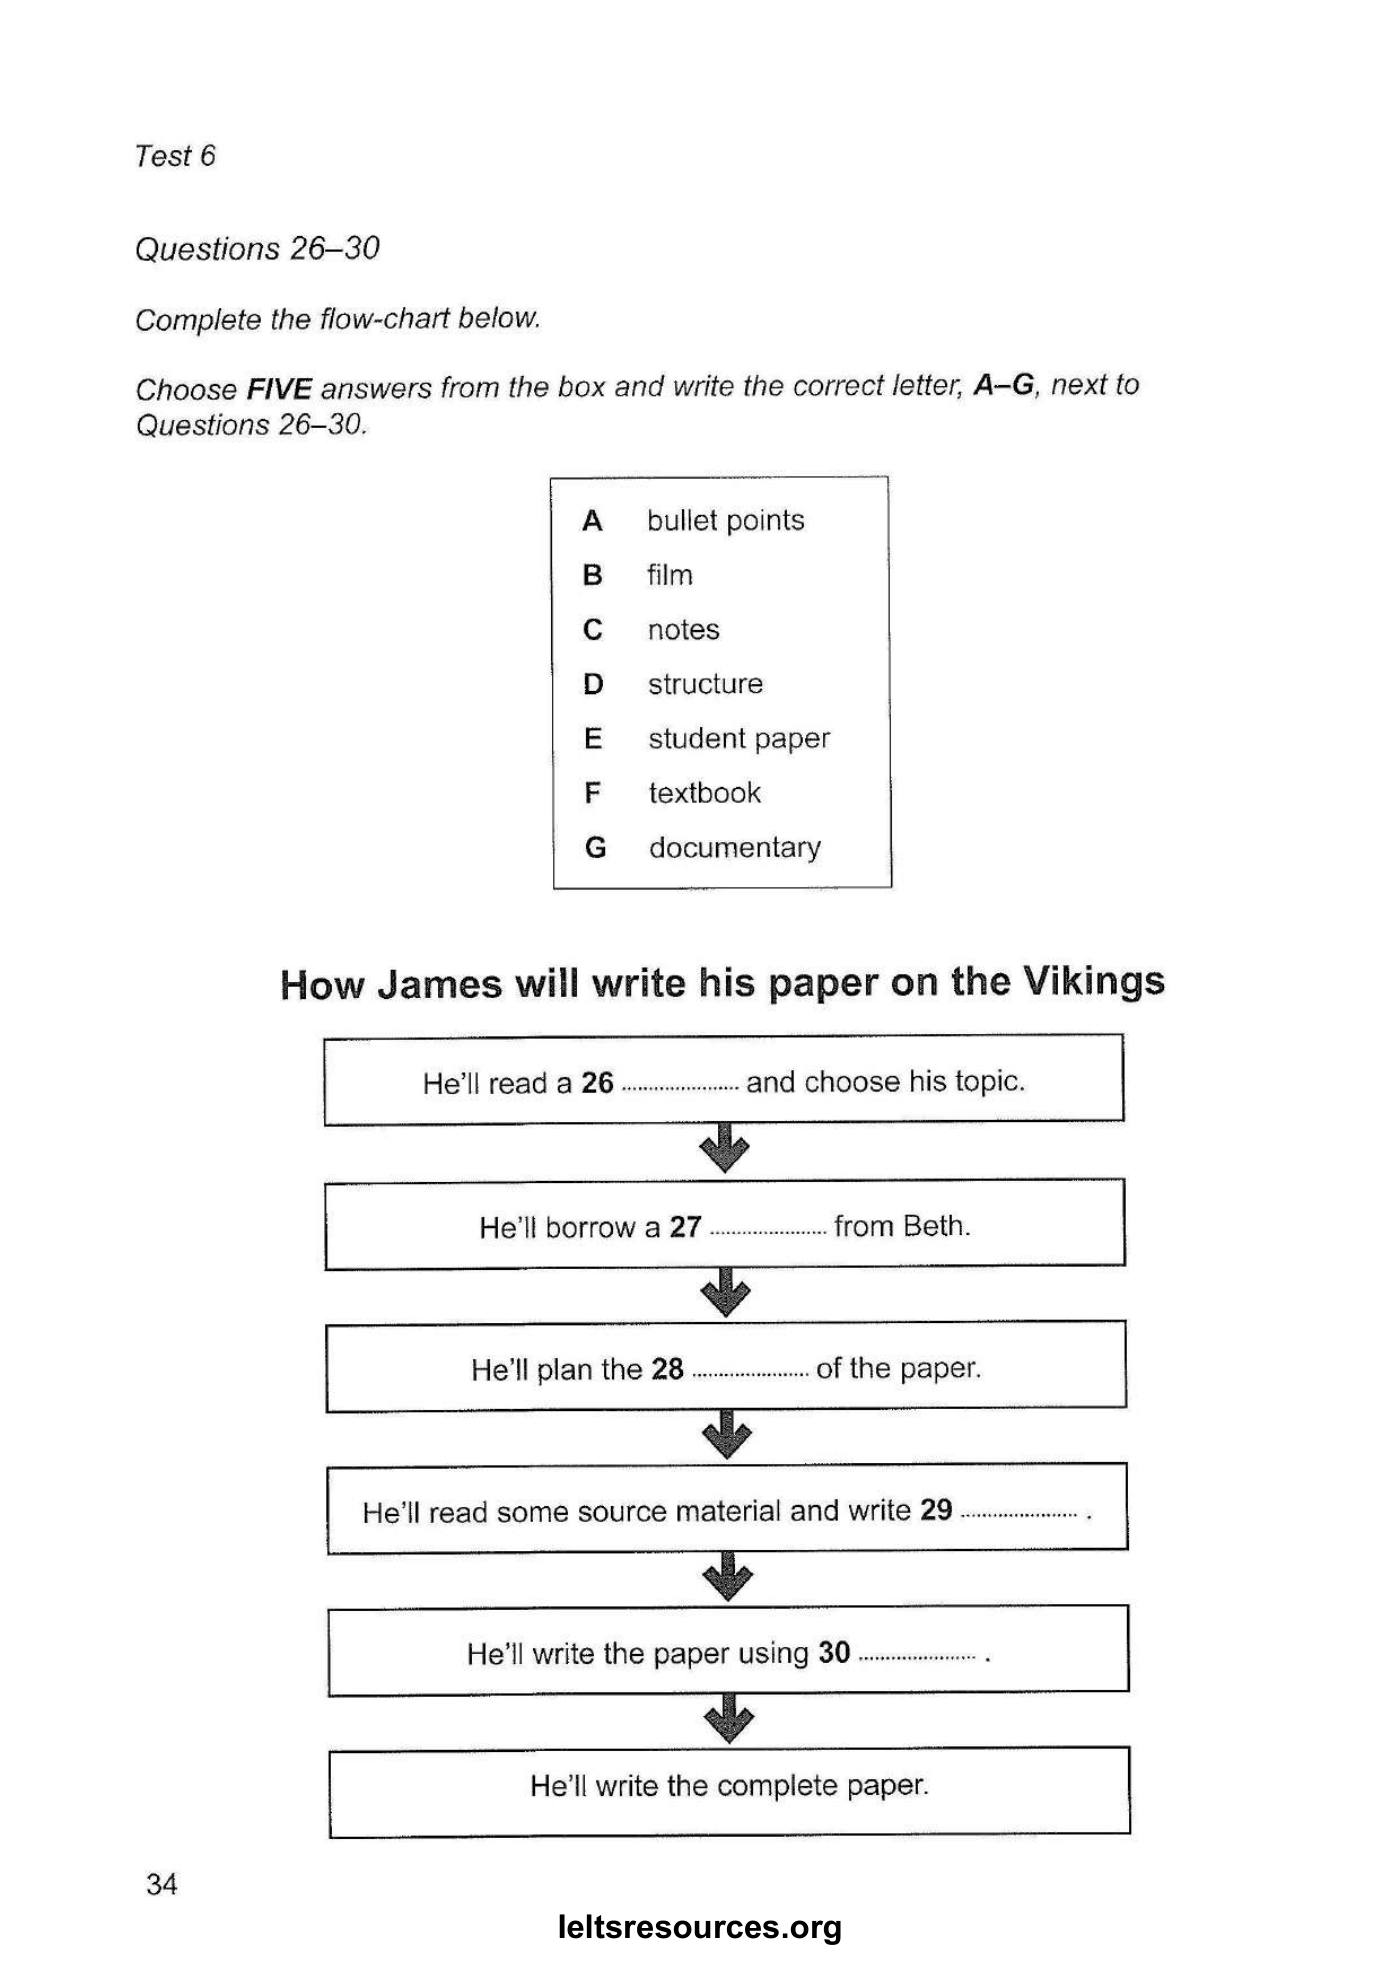 Test 6
Questions 26–30
Complete the flow-chart below.
Choose FIVE answers from the box and write the correct letter, A–G, next to
Questions 26–30.
A bullet points
B film
C notes
D structure
E student paper
F textbook
G documentary
How James will write his paper on the Vikings
He'll read a 26 ...................... and choose his topic.
He'll borrow a 27 ...................... from Beth.
He'll plan the 28 ...................... of the paper.
He'll read some source material and write 29 ...................... .
He'll write the paper using 30 ...................... .
He'll write the complete paper.
34
Ieltsresources.org